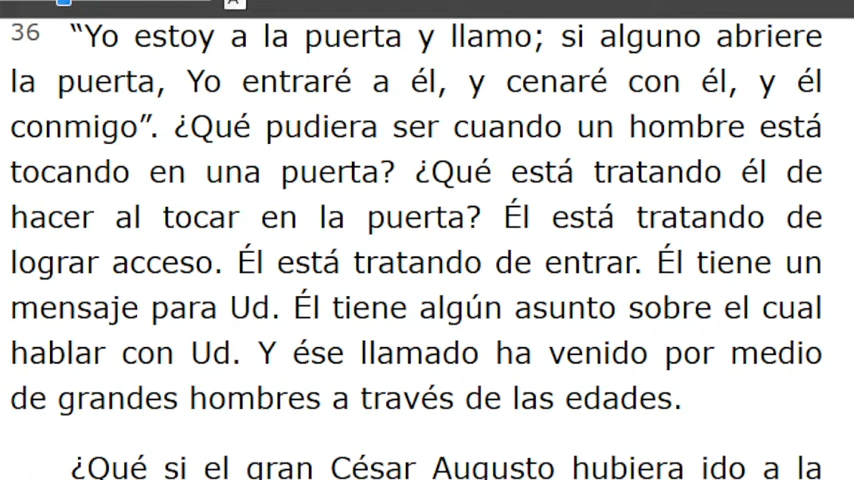 36 “Yo estoy a la puerta y llamo; si alguno abriere
la puerta, Yo entraré a él, y cenaré con él, y él
conmigo”. ¿Qué pudiera ser cuando un hombre está
tocando en una puerta? ¿Qué está tratando él de
hacer al tocar en la puerta? Él está tratando de
lograr acceso. Él está tratando de entrar. Él tiene un
mensaje para Ud. Él tiene algún asunto sobre el cual
hablar con Ud. Y ése llamado ha venido por medio
de grandes hombres a través de las edades.
¿Qué si el gran César Augusto hubiera ido a la